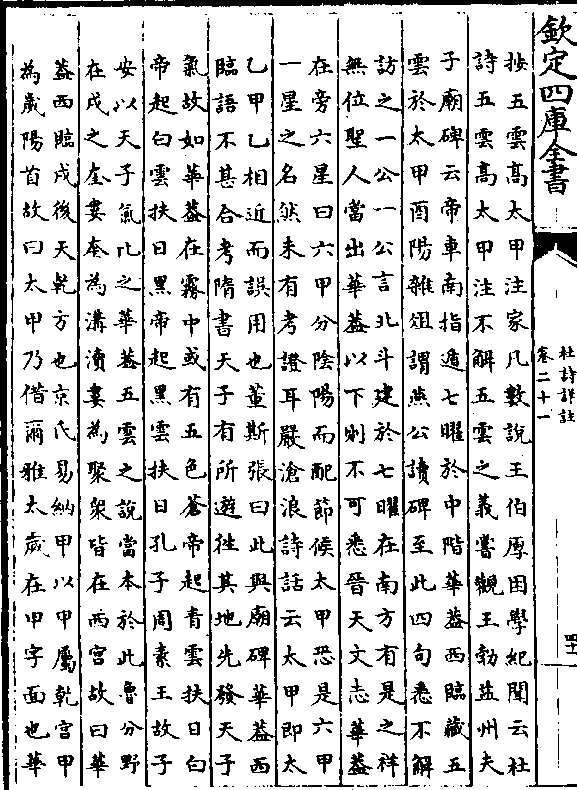 欽定四庫全書
杜詩詳註
卷二十一
按五雲髙太甲注家凡數説王伯厚困學紀聞云杜
詩五雲髙太甲注不解五雲之義嘗觀王勃益州夫
子廟碑云帝車南指遁七曜於中階華葢西臨藏五
雲於太甲酉陽雜俎謂燕公讀碑至此四句悉不解
訪之一公一公言北斗建於七曜在南方有是之祥
無位聖人當出華葢以下則不可悉晉天文志華葢
在旁六星曰六甲分陰陽而配節候太甲恐是六甲
一星之名然未有考證耳嚴滄浪詩話云太甲即太
乙甲乙相近而誤用也董斯張曰此與廟碑華葢西
臨語不甚合考隋書天子有所遊徃其地先發天子
氣故如華葢在霧中或有五色蒼帝起青雲扶日白
帝起白雲扶日黒帝起黒雲扶日孔子周素王故子
安以天子氣比之華葢五雲之說當本於此魯分野
在戌之奎婁奎為溝瀆婁為聚衆皆在西宫故曰華
葢西臨戌後天乾方也京氏易納甲以甲屬乾宫甲
為歲陽首故曰太甲乃借爾雅太歲在甲字面也華